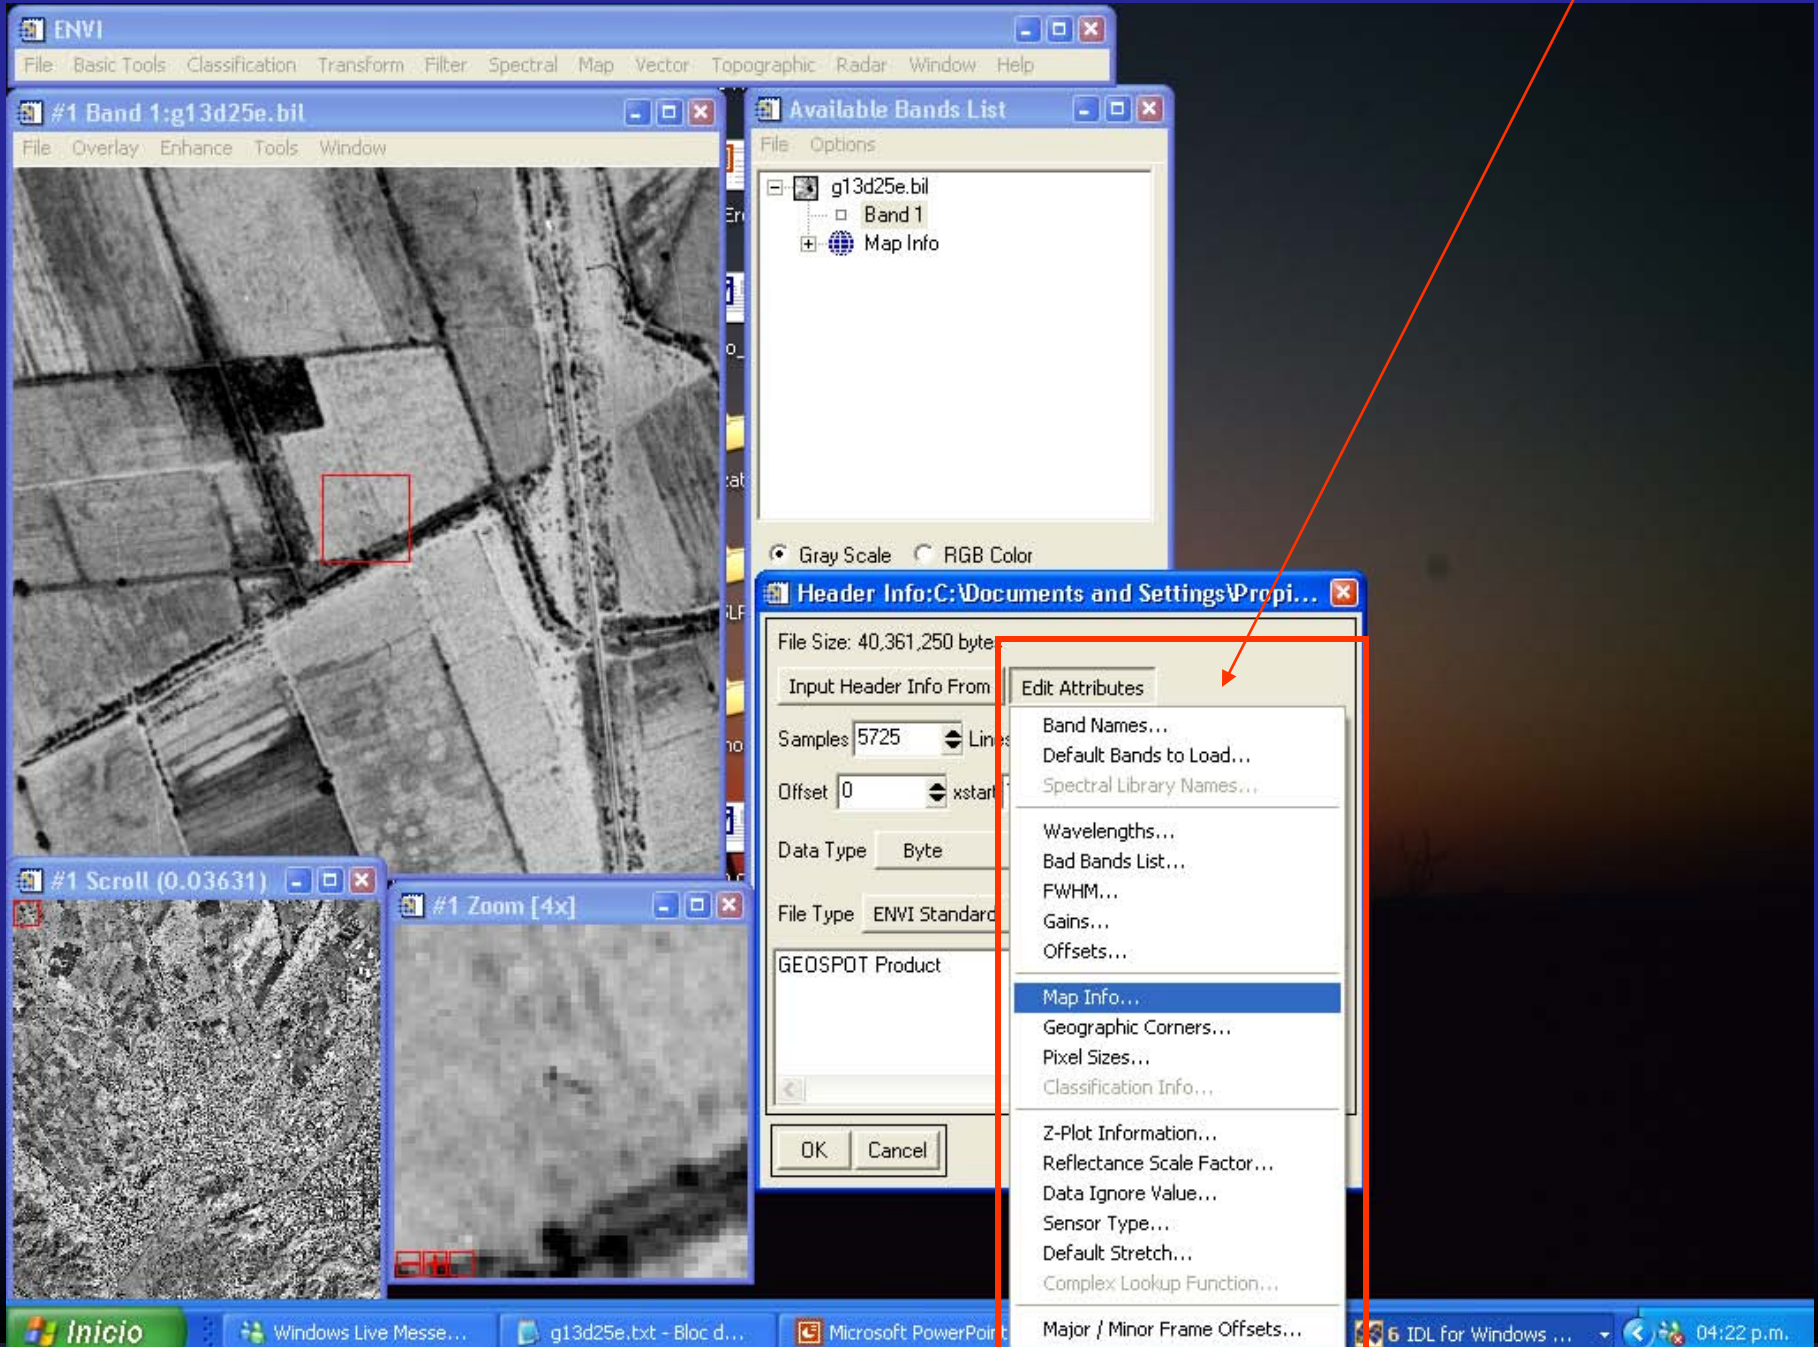 ENVI
File Basic Tools Classification Transform Filter Spectral Map Vector Topographic Radar Window Help
#1 Band 1:g13d25e.bil
File Overlay Enhance Tools Window
Available Bands List
File Options
g13d25e.bil
Band 1
Map Info
Gray Scale RGB Color
Header Info:C:\Documents and Settings\Propi...
File Size: 40,361,250 bytes
Input Header Info From Edit Attributes
Samples 5725 Lines
Offset 0 xstart
Data Type Byte
File Type ENVI Standard
GEOSPOT Product
OK Cancel
Band Names...
Default Bands to Load...
Spectral Library Names...
Wavelengths...
Bad Bands List...
FWHM...
Gains...
Offsets...
Map Info...
Geographic Corners...
Pixel Sizes...
Classification Info...
Z-Plot Information...
Reflectance Scale Factor...
Data Ignore Value...
Sensor Type...
Default Stretch...
Complex Lookup Function...
Major / Minor Frame Offsets...
#1 Scroll (0.03631)
#1 Zoom [4x]
Inicio Windows Live Messe... g13d25e.txt - Bloc d... Microsoft PowerPoint 6 IDL for Windows ... 04:22 p.m.